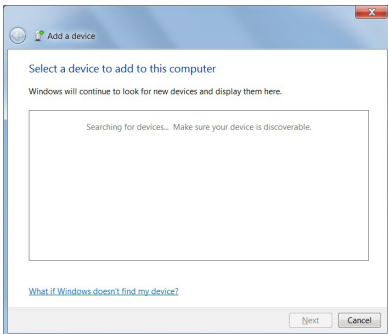 Add a device
Select a device to add to this computer
Windows will continue to look for new devices and display them here.
Searching for devices... Make sure your device is discoverable.
What if Windows doesn't find my device?
Next Cancel